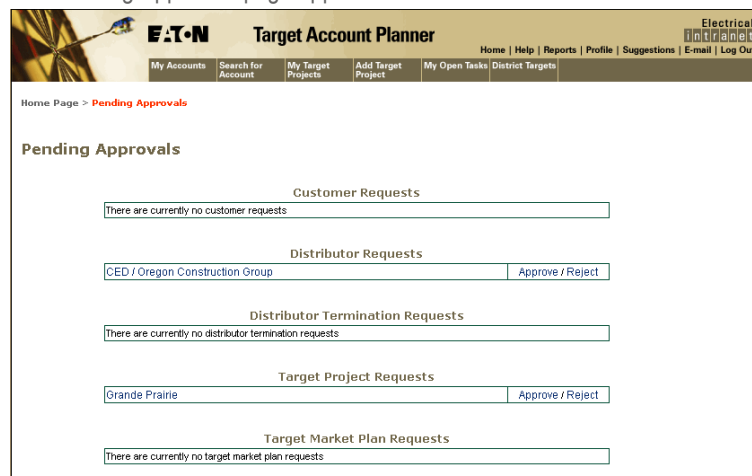 E·T·N Target Account Planner
Electrical
intranet
Home | Help | Reports | Profile | Suggestions | E-mail | Log Ou
My Accounts Search for Account My Target Projects Add Target Project My Open Tasks District Targets
Home Page > Pending Approvals
Pending Approvals
Customer Requests
There are currently no customer requests
Distributor Requests
CED / Oregon Construction Group Approve / Reject
Distributor Termination Requests
There are currently no distributor termination requests
Target Project Requests
Grande Prairie Approve / Reject
Target Market Plan Requests
There are currently no target market plan requests